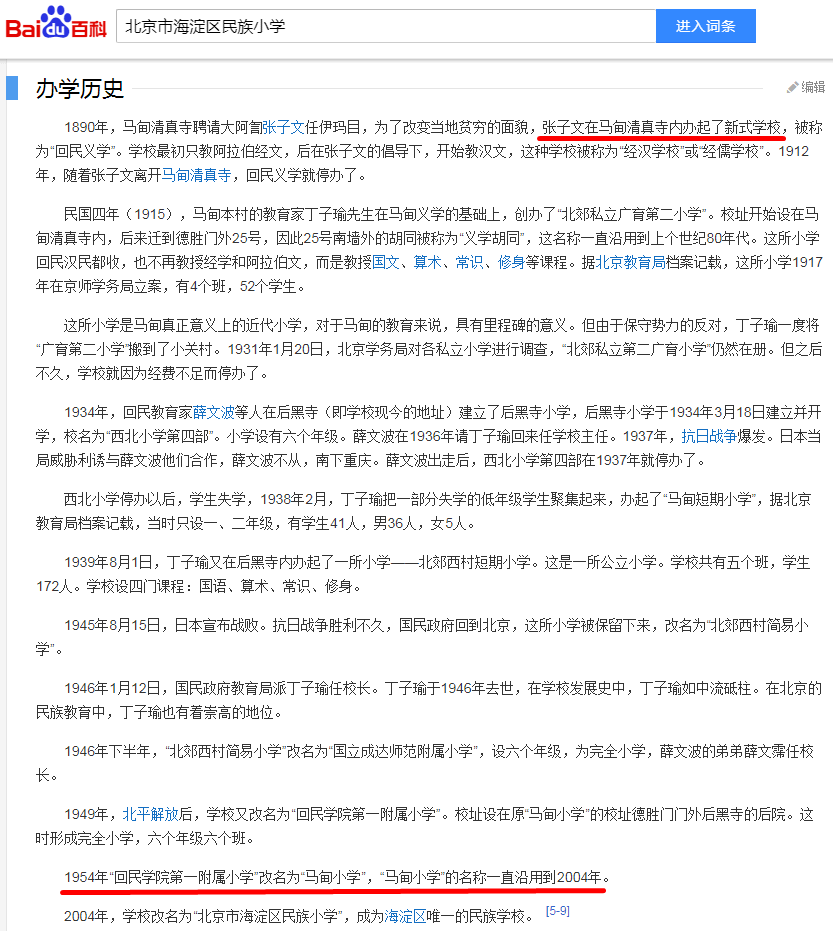 Bai du 百科
北京市海淀区民族小学
进入词条
办学历史
编辑
1890年，马甸清真寺聘请大阿訇张子文任伊玛目，为了改变当地贫穷的面貌，张子文在马甸清真寺内办起了新式学校，被称
为“回民义学”。学校最初只教阿拉伯经文，后在张子文的倡导下，开始教汉文，这种学校被称为“经汉学校”或“经儒学校”。1912
年，随着张子文离开马甸清真寺，回民义学就停办了。
民国四年（1915），马甸本村的教育家丁子瑜先生在马甸义学的基础上，创办了“北郊私立广育第二小学”。校址开始设在马
甸清真寺内，后来迁到德胜门外25号，因此25号南墙外的胡同被称为“义学胡同”，这名称一直沿用到上个世纪80年代。这所小学
回民汉民都收，也不再教授经学和阿拉伯文，而是教授国文、算术、常识、修身等课程。据北京教育局档案记载，这所小学1917
年在京师学务局立案，有4个班，52个学生。
这所小学是马甸真正意义上的近代小学，对于马甸的教育来说，具有里程碑的意义。但由于保守势力的反对，丁子瑜一度将
“广育第二小学”搬到了小关村。1931年1月20日，北京学务局对各私立小学进行调查，“北郊私立第二广育小学”仍然在册。但之后
不久，学校就因为经费不足而停办了。
1934年，回民教育家薛文波等人在后黑寺（即学校现今的地址）建立了后黑寺小学，后黑寺小学于1934年3月18日建立并开
学，校名为“西北小学第四部”。小学设有六个年级。薛文波在1936年请丁子瑜回来任学校主任。1937年，抗日战争爆发。日本当
局威胁利诱与薛文波他们合作，薛文波不从，南下重庆。薛文波出走后，西北小学第四部在1937年就停办了。
西北小学停办以后，学生失学，1938年2月，丁子瑜把一部分失学的低年级学生聚集起来，办起了“马甸短期小学”，据北京
教育局档案记载，当时只设一、二年级，有学生41人，男36人，女5人。
1939年8月1日，丁子瑜又在后黑寺内办起了一所小学——北郊西村短期小学。这是一所公立小学。学校共有五个班，学生
172人。学校设四门课程：国语、算术、常识、修身。
1945年8月15日，日本宣布战败。抗日战争胜利不久，国民政府回到北京，这所小学被保留下来，改名为“北郊西村简易小
学”。
1946年1月12日，国民政府教育局派丁子瑜任校长。丁子瑜于1946年去世，在学校发展史中，丁子瑜如中流砥柱。在北京的
民族教育中，丁子瑜也有着崇高的地位。
1946年下半年，“北郊西村简易小学”改名为“国立成达师范附属小学”，设六个年级，为完全小学，薛文波的弟弟薛文霈任校
长。
1949年，北平解放后，学校又改名为“回民学院第一附属小学”。校址设在原“马甸小学”的校址德胜门门外后黑寺的后院。这
时形成完全小学，六个年级六个班。
1954年“回民学院第一附属小学”改名为“马甸小学”，“马甸小学”的名称一直沿用到2004年。
2004年，学校改名为“北京市海淀区民族小学”，成为海淀区唯一的民族学校。 [5-9]